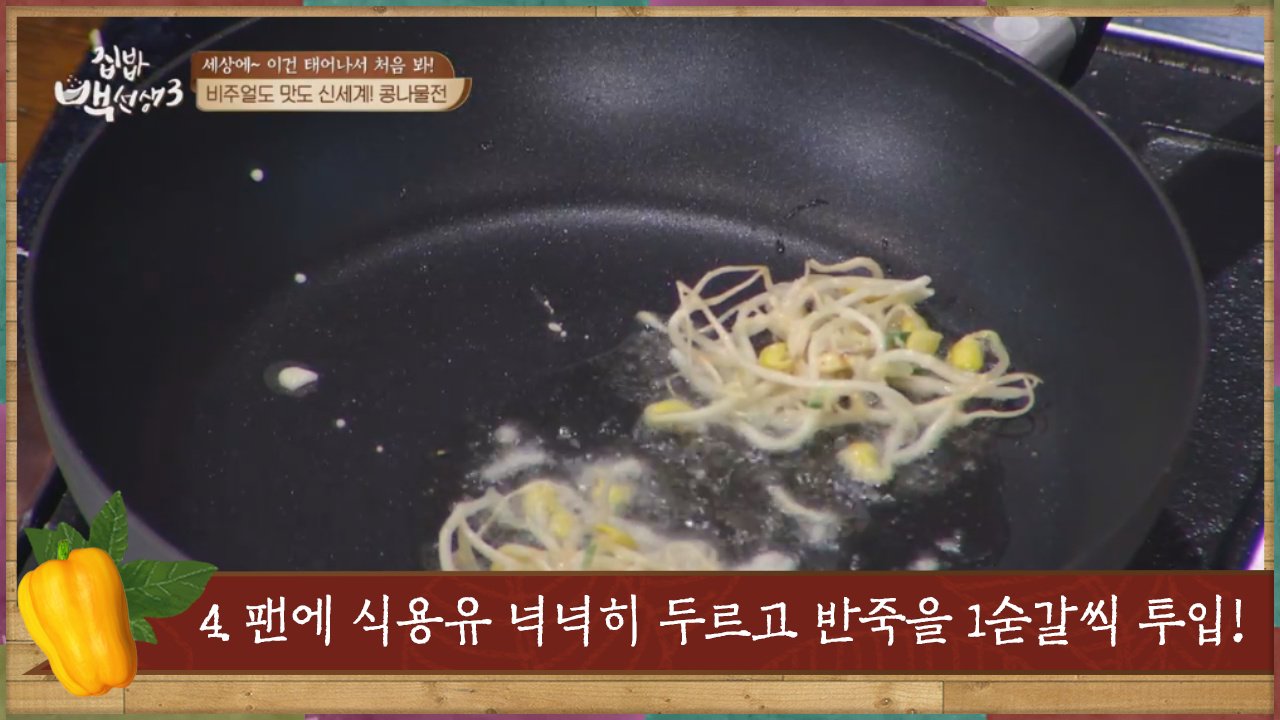 집밥
백선생3
세상에~ 이건 태어나서 처음 봐!
비주얼도 맛도 신세계! 콩나물전
4. 팬에 식용유 넉넉히 두르고 반죽을 1숟갈씩 투입!